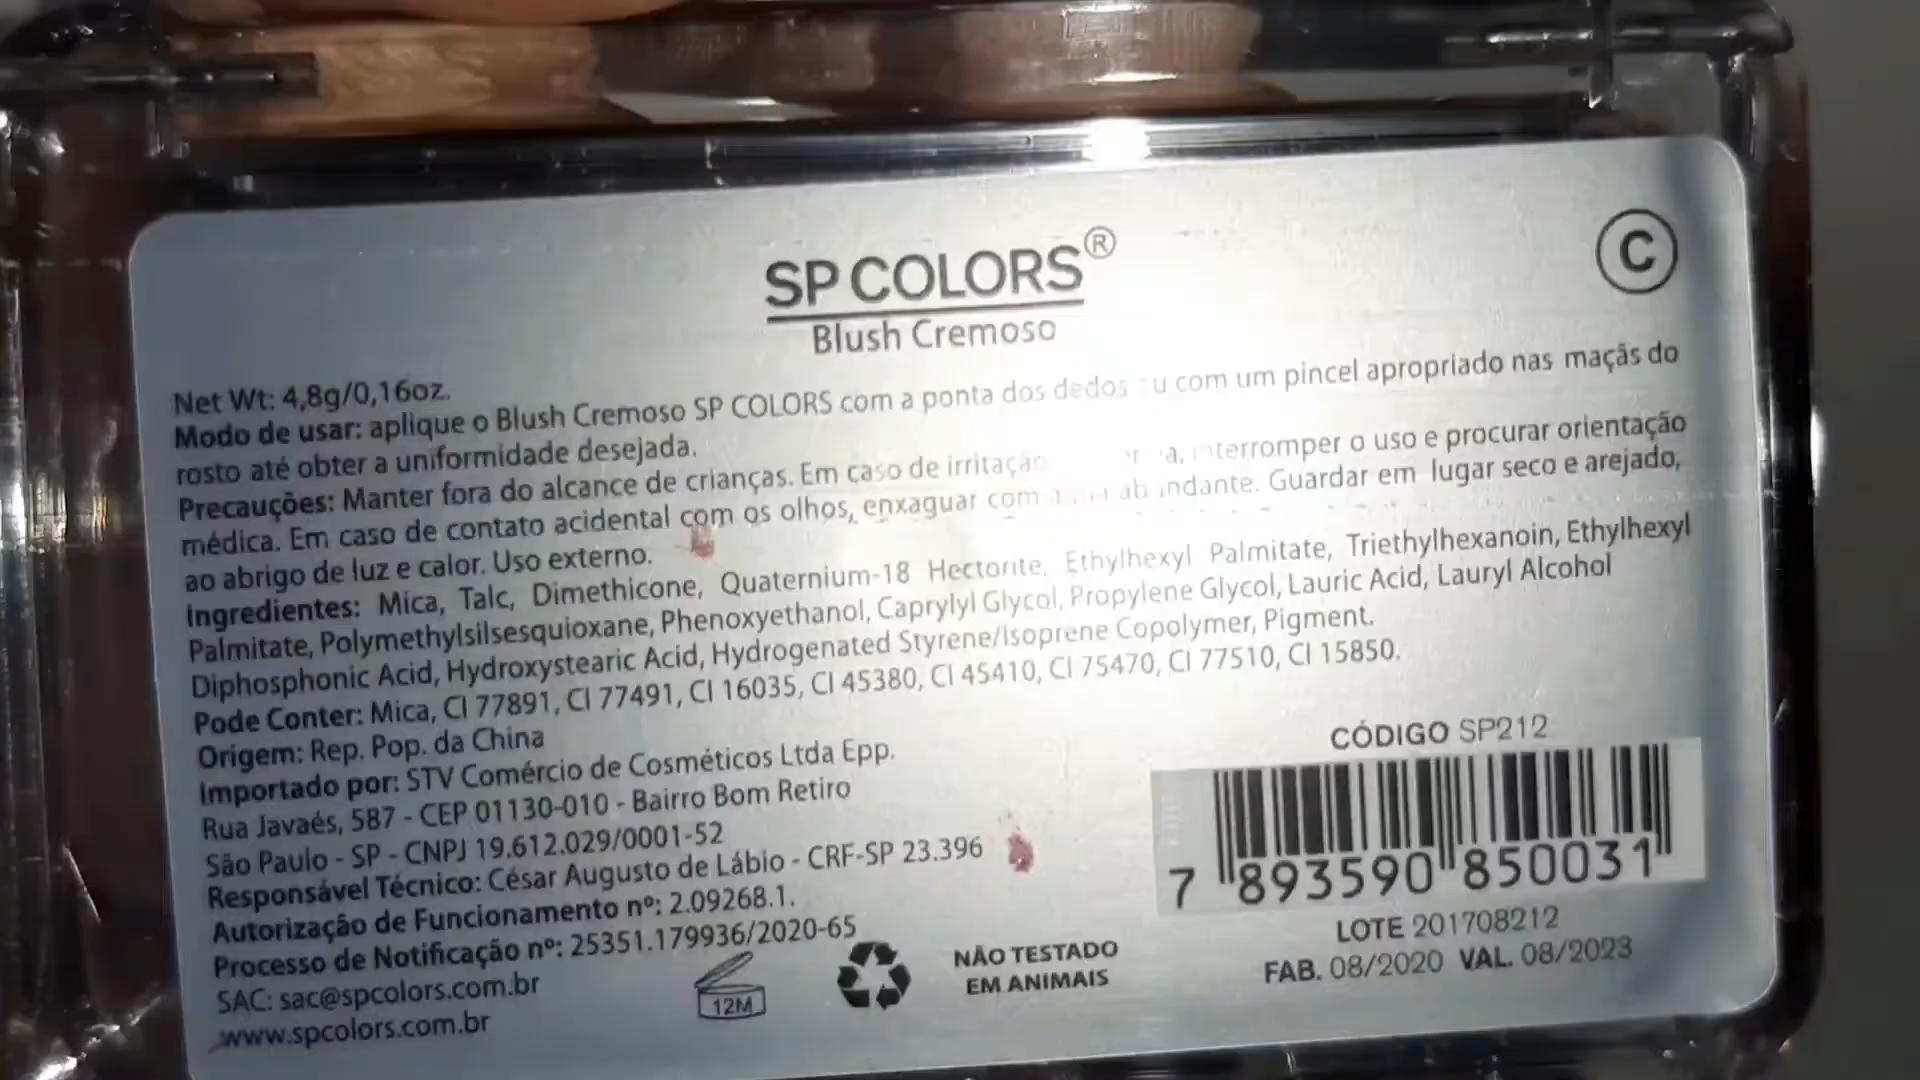 SP COLORS®
Blush Cremoso
C
Net Wt: 4,8g/0,16oz.
Modo de usar: aplique o Blush Cremoso SP COLORS com a ponta dos dedos com um pincel apropriado nas maçãs do
rosto até obter a uniformidade desejada.
Precauções: Manter fora do alcance de crianças. Em caso de irritação interromper o uso e procurar orientação
médica. Em caso de contato acidental com os olhos, enxaguar com abundante. Guardar em lugar seco e arejado,
ao abrigo de luz e calor. Uso externo.
Ingredientes: Mica, Talc, Dimethicone, Quaternium-18 Hectorite, Ethylhexyl Palmitate, Triethylhexanoin, Ethylhexyl
Palmitate, Polymethylsilsesquioxane, Phenoxyethanol, Caprylyl Glycol, Propylene Glycol, Lauric Acid, Lauryl Alcohol
Diphosphonic Acid, Hydroxystearic Acid, Hydrogenated Styrene/Isoprene Copolymer, Pigment.
Pode Conter: Mica, CI 77891, CI 77491, CI 16035, CI 45380, CI 45410, CI 75470, CI 77510, CI 15850.
Origem: Rep. Pop. da China
Importado por: STV Comércio de Cosméticos Ltda Epp.
Rua Javaés, 587 - CEP 01130-010 - Bairro Bom Retiro
São Paulo - SP - CNPJ 19.612.029/0001-52
Responsável Técnico: César Augusto de Lábio - CRF-SP 23.396
Autorização de Funcionamento nº: 2.09268.1.
Processo de Notificação nº: 25351.179936/2020-65
SAC: sac@spcolors.com.br
www.spcolors.com.br
12M
NÃO TESTADO
EM ANIMAIS
CÓDIGO SP212
7 893590 850031
LOTE 201708212
FAB. 08/2020 VAL. 08/2023